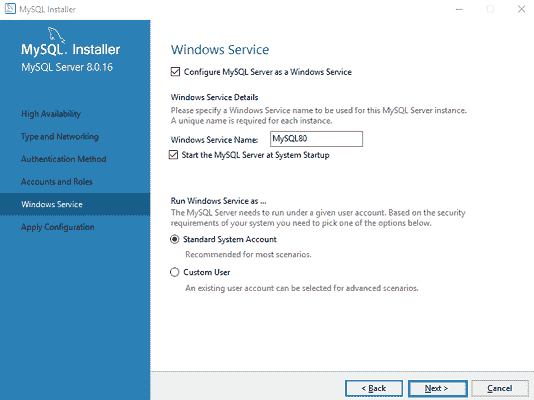 MySQL Installer
MySQL. Installer
MySQL Server 8.0.16
High Availability
Type and Networking
Authentication Method
Accounts and Roles
Windows Service
Apply Configuration
Windows Service
Configure MySQL Server as a Windows Service
Windows Service Details
Please specify a Windows Service name to be used for this MySQL Server instance.
A unique name is required for each instance.
Windows Service Name: MySQL80
Start the MySQL Server at System Startup
Run Windows Service as ...
The MySQL Server needs to run under a given user account. Based on the security
requirements of your system you need to pick one of the options below.
Standard System Account
Recommended for most scenarios.
Custom User
An existing user account can be selected for advanced scenarios.
< Back Next > Cancel